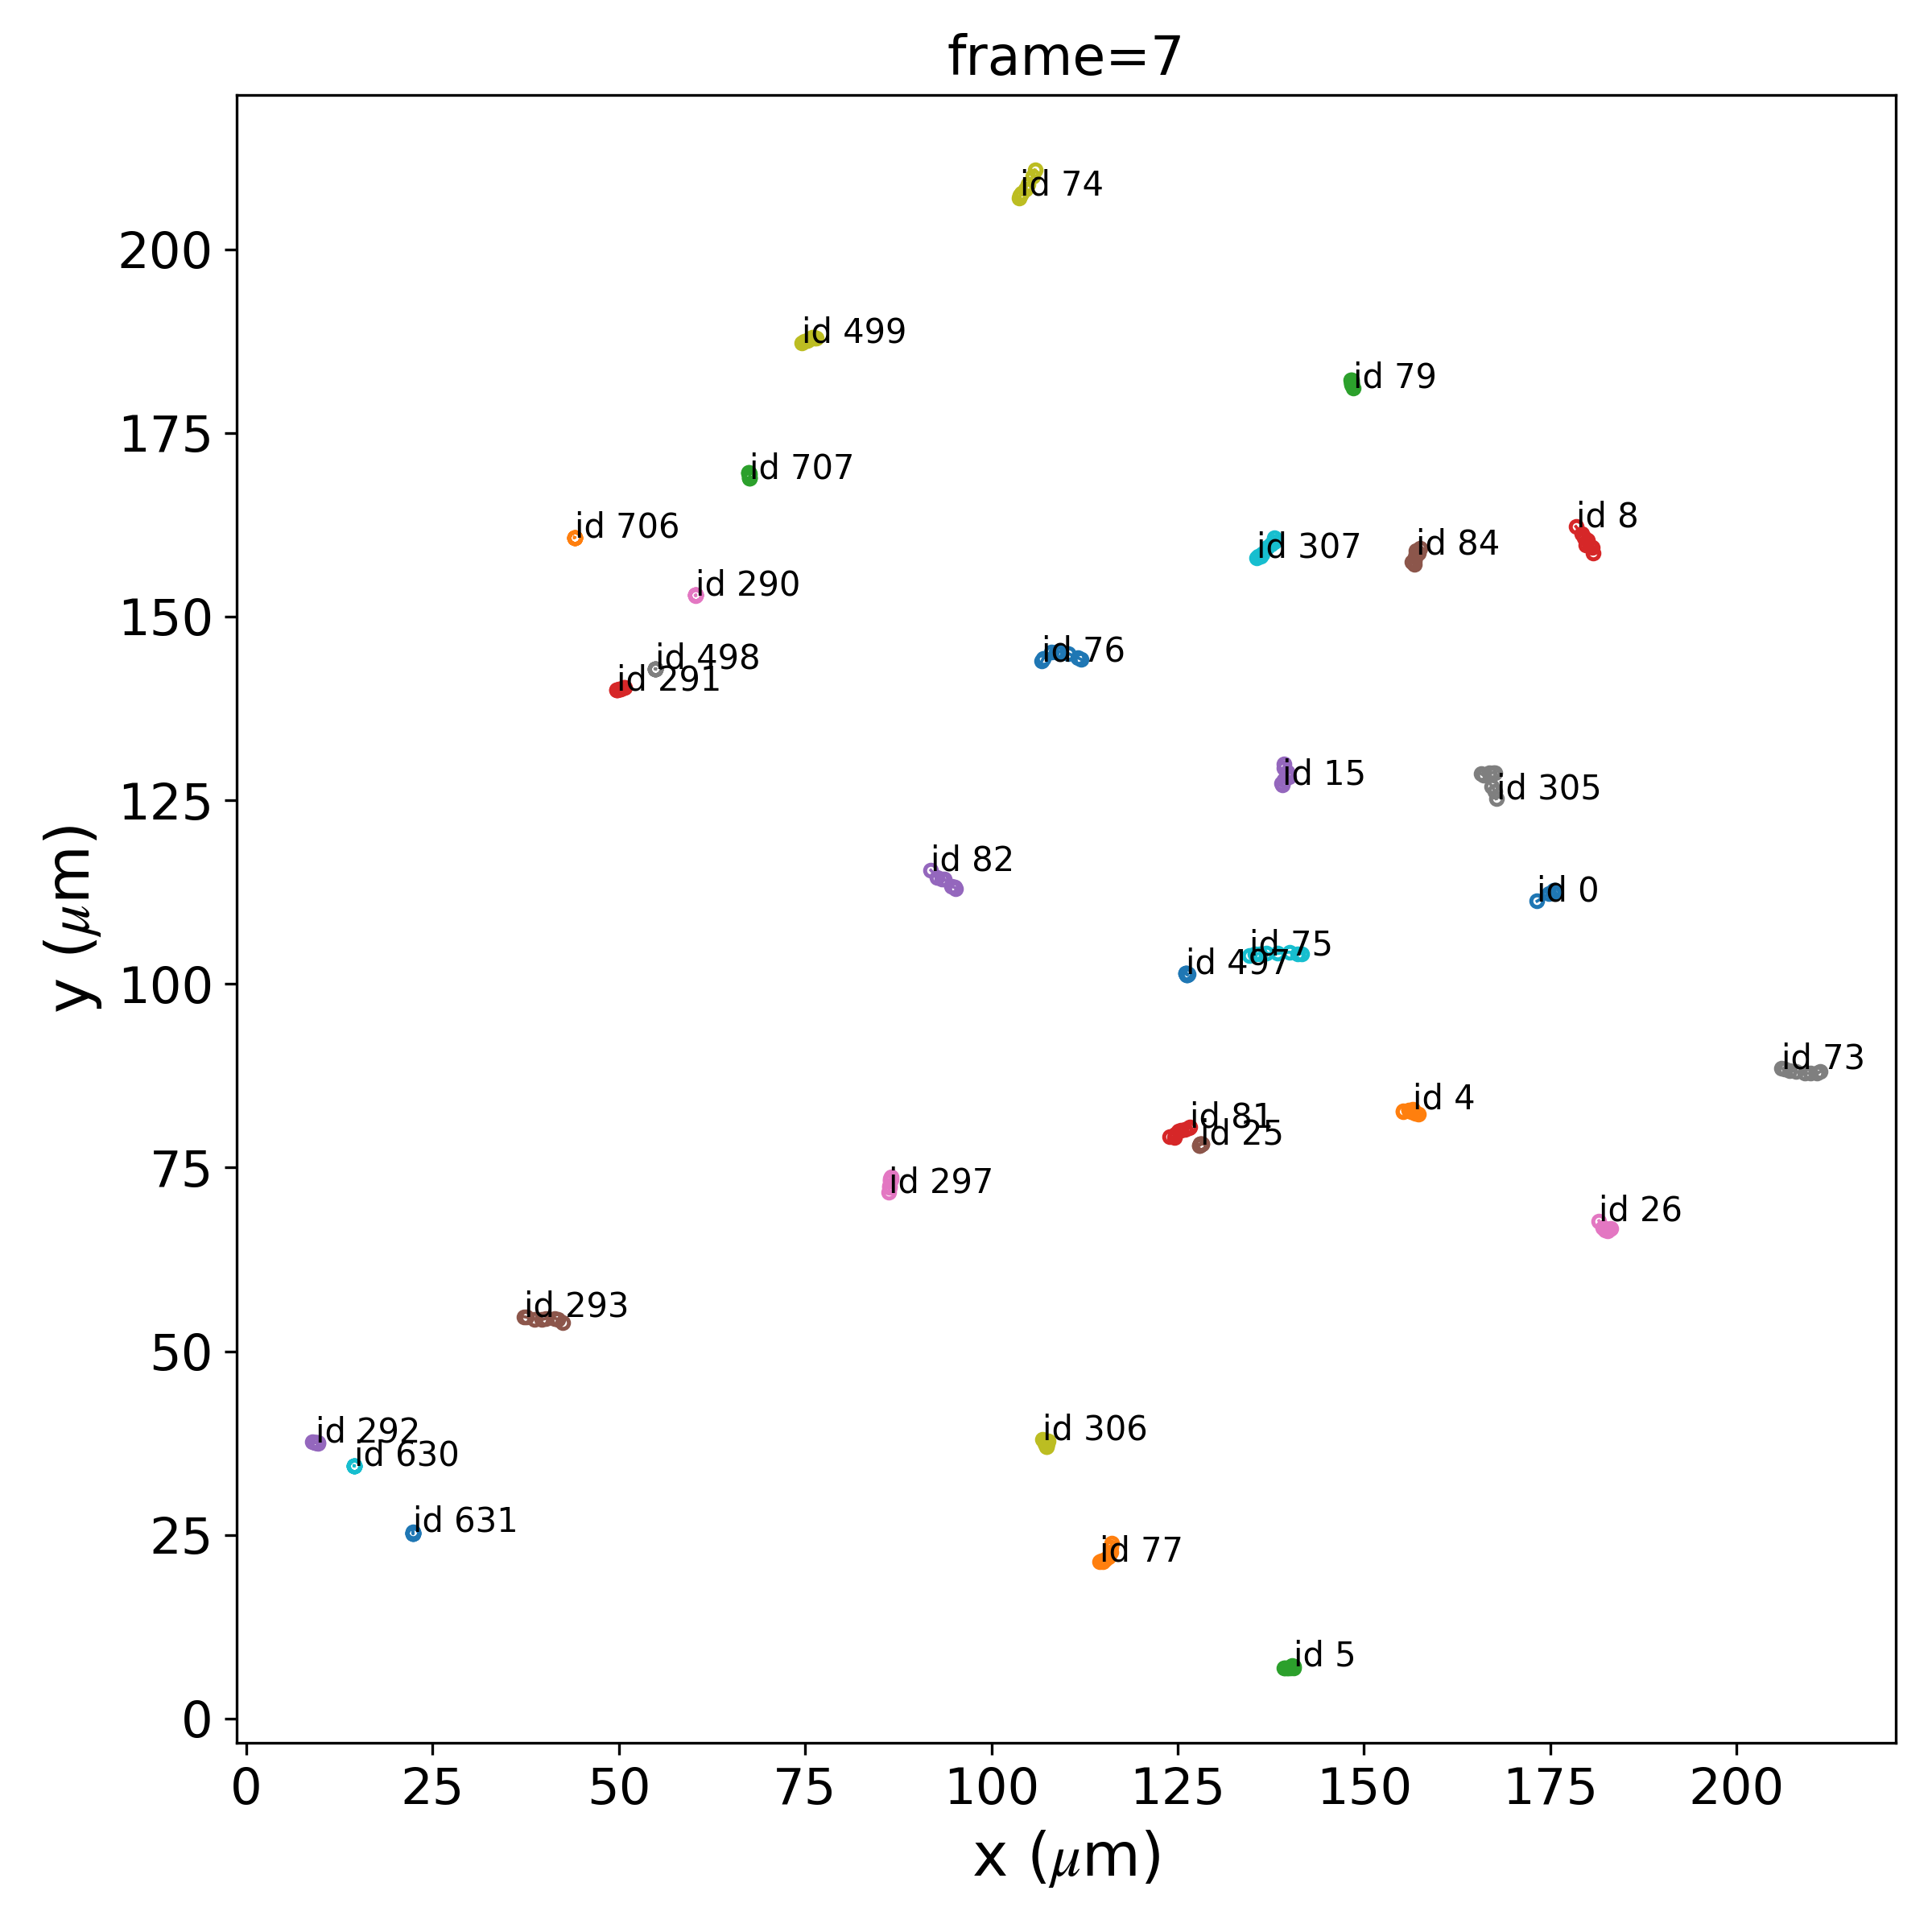 frame=7
id 74
id 499
id 79
id 707
id 706
id 8
id 307
id 84
id 290
id 498
id 291
id 76
id 15
id 305
id 82
id 0
id 75
id 497
id 73
id 4
id 81
id 25
id 297
id 26
id 293
id 292
id 630
id 306
id 631
id 77
id 5
200
175
150
125
100
75
50
25
0
y (μm)
0 25 50 75 100 125 150 175 200
x (μm)